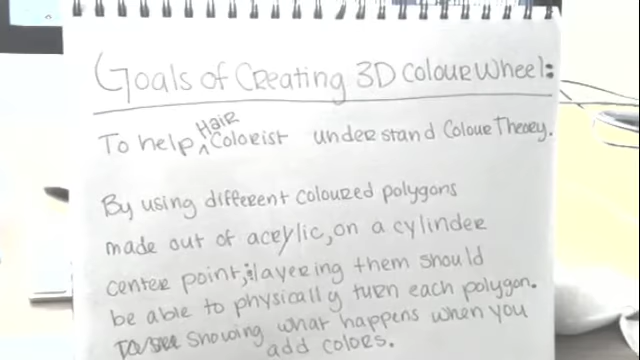 Goals of Creating 3D Colour Wheel:
To help Hair Colorist understand Colour Theory.
By using different coloured polygons
made out of acrylic, on a cylinder
center point, layering them should
be able to physically turn each polygon.
showing what happens when you
add colors.